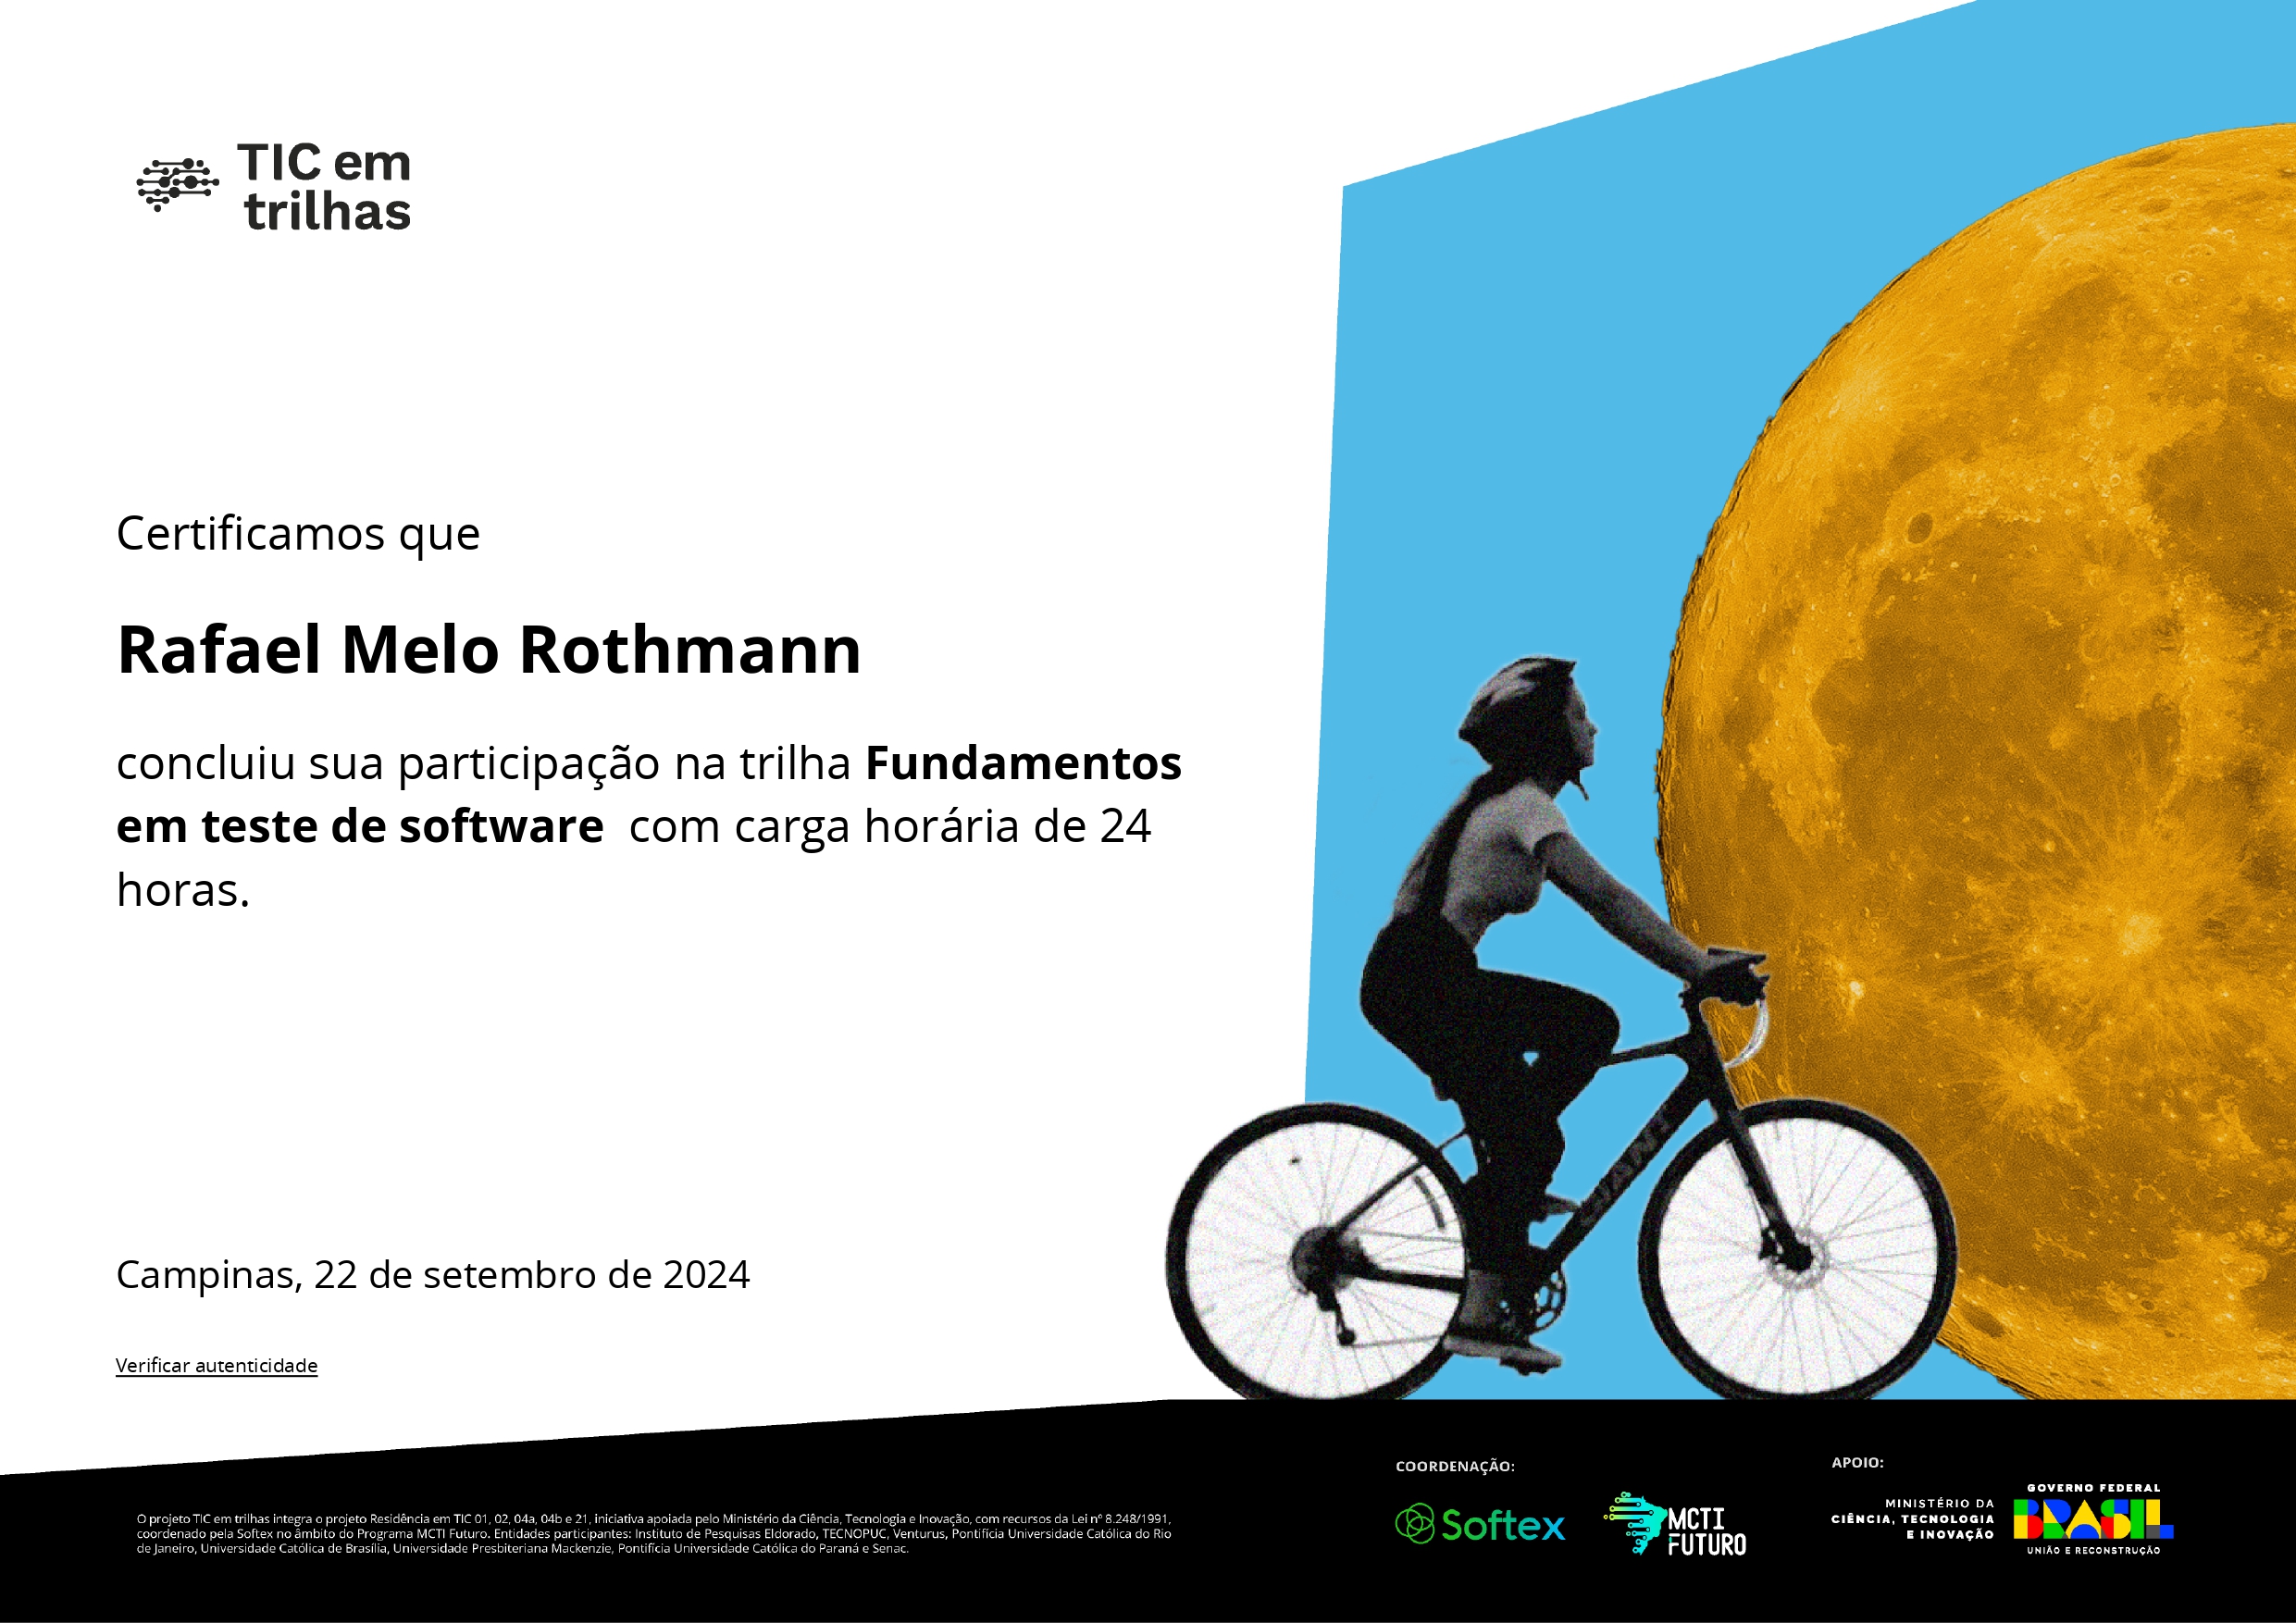 TIC em
trilhas
Certificamos que
Rafael Melo Rothmann
concluiu sua participação na trilha Fundamentos
em teste de software com carga horária de 24
horas.
GIANT
Campinas, 22 de setembro de 2024
Verificar autenticidade
O projeto TIC em trilhas integra o projeto Residência em TIC 01, 02, 04a, 04b e 21, iniciativa apoiada pelo Ministério da Ciência, Tecnologia e Inovação, com recursos da Lei nº 8.248/1991,
coordenado pela Softex no âmbito do Programa MCTI Futuro. Entidades participantes: Instituto de Pesquisas Eldorado, TECNOPUC, Venturus, Pontifícia Universidade Católica do Rio
de Janeiro, Universidade Católica de Brasília, Universidade Presbiteriana Mackenzie, Pontifícia Universidade Católica do Paraná e Senac.
COORDENAÇÃO:
Softex
MCTI
FUTURO
APOIO:
MINISTÉRIO DA
CIÊNCIA, TECNOLOGIA
E INOVAÇÃO
GOVERNO FEDERAL
BRASIL
UNIÃO E RECONSTRUÇÃO